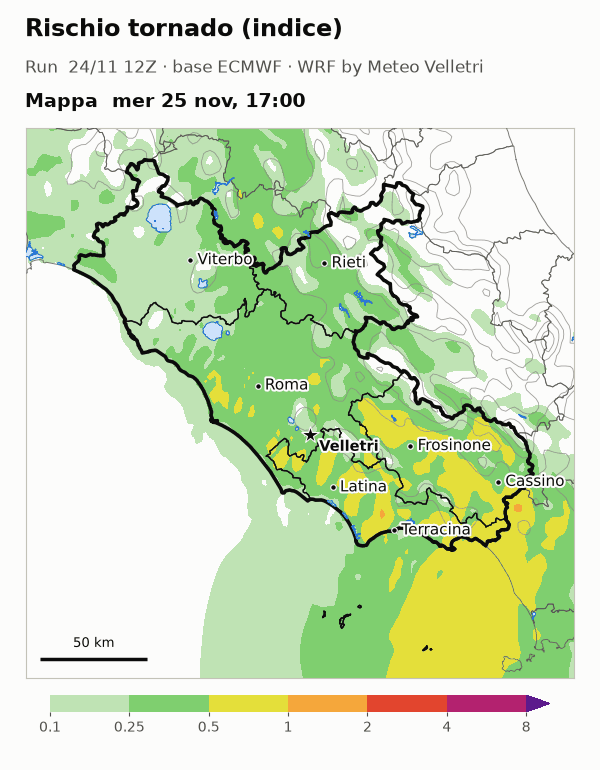 Rischio tornado (indice)
Run  24/11 12Z · base ECMWF · WRF by Meteo Velletri
Mappa  mer 25 nov, 17:00
Viterbo
Rieti
Roma
Velletri
Frosinone
Latina
Cassino
Terracina
50 km
0.1 0.25 0.5 1 2 4 8